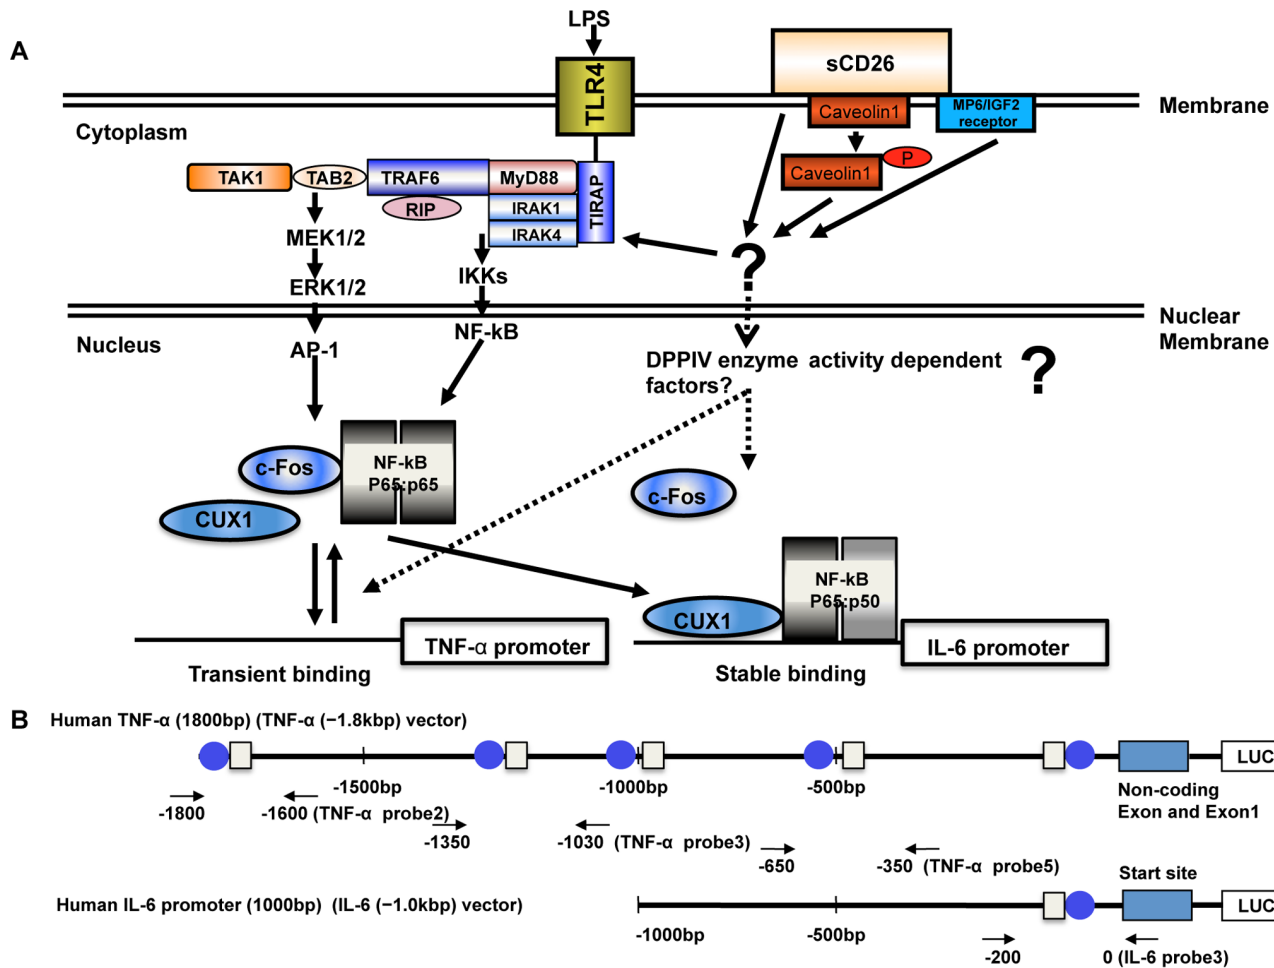 A
LPS
TLR4
sCD26
Caveolin1
MP6/IGF2
receptor
Membrane
Cytoplasm
P
Caveolin1
TAK1
TAB2
TRAF6
MyD88
TIRAP
RIP
IRAK1
IRAK4
MEK1/2
ERK1/2
IKKs
?
Nuclear
Membrane
Nucleus
AP-1
NF-kB
DPPIV enzyme activity dependent
factors?
?
c-Fos
NF-kB
P65:p65
CUX1
c-Fos
NF-kB
P65:p50
CUX1
TNF-α promoter
IL-6 promoter
Transient binding
Stable binding
B
Human TNF-α (1800bp) (TNF-α (−1.8kbp) vector)
LUC
-1500bp
-1000bp
-500bp
Non-coding
Exon and Exon1
-1800
-1600 (TNF-α probe2)
-1350
-1030 (TNF-α probe3)
-650
-350 (TNF-α probe5)
Start site
Human IL-6 promoter (1000bp) (IL-6 (−1.0kbp) vector)
LUC
-1000bp
-500bp
-200
0 (IL-6 probe3)